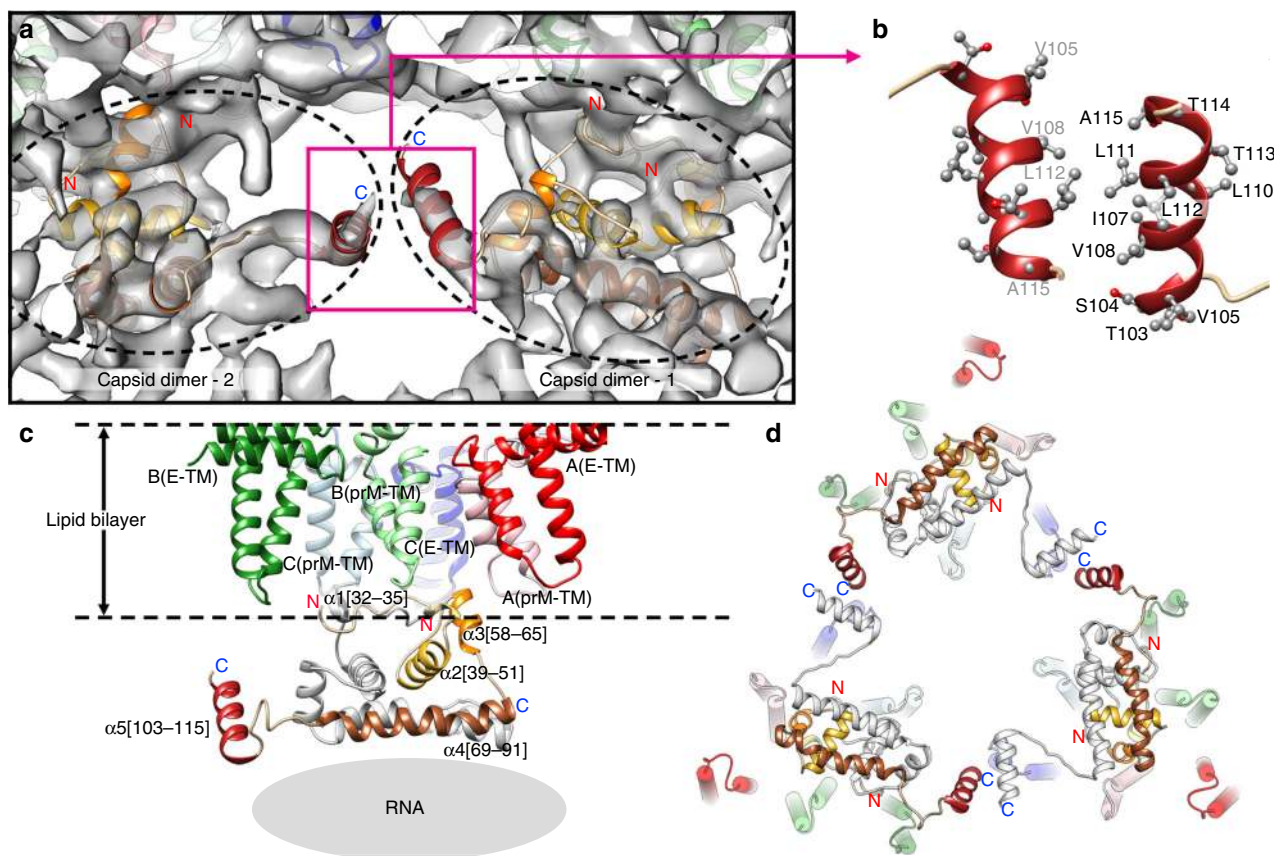 a
N
N
C
C
N
N
Capsid dimer - 2
Capsid dimer - 1
b
V105
V108
L112
A115
A115
T114
L111
T113
L110
L112
I107
V108
S104
T103
V105
c
Lipid bilayer
B(E-TM)
B(prM-TM)
A(E-TM)
C(E-TM)
C(prM-TM)
A(prM-TM)
N
α1[32–35]
N
α3[58–65]
α2[39–51]
C
C
α5[103–115]
α4[69–91]
RNA
d
N
N
C
C
C
C
N
N
N
N
C
C